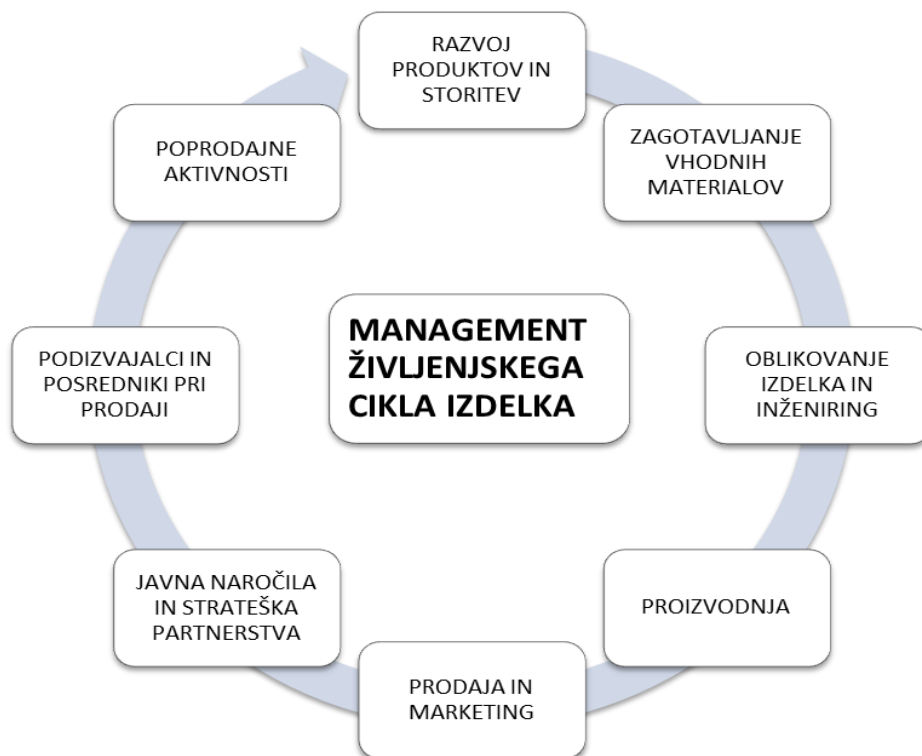 RAZVOJ
PRODUKTOV IN
STORITEV
ZAGOTAVLJANJE
VHODNIH
MATERIALOV
OBLIKOVANJE
IZDELKA IN
INŽENIRING
PROIZVODNJA
PRODAJA IN
MARKETING
JAVNA NAROČILA
IN STRATEŠKA
PARTNERSTVA
PODIZVAJALCI IN
POSREDNIKI PRI
PRODAJI
POPRODAJNE
AKTIVNOSTI
MANAGEMENT
ŽIVLJENJSKEGA
CIKLA IZDELKA